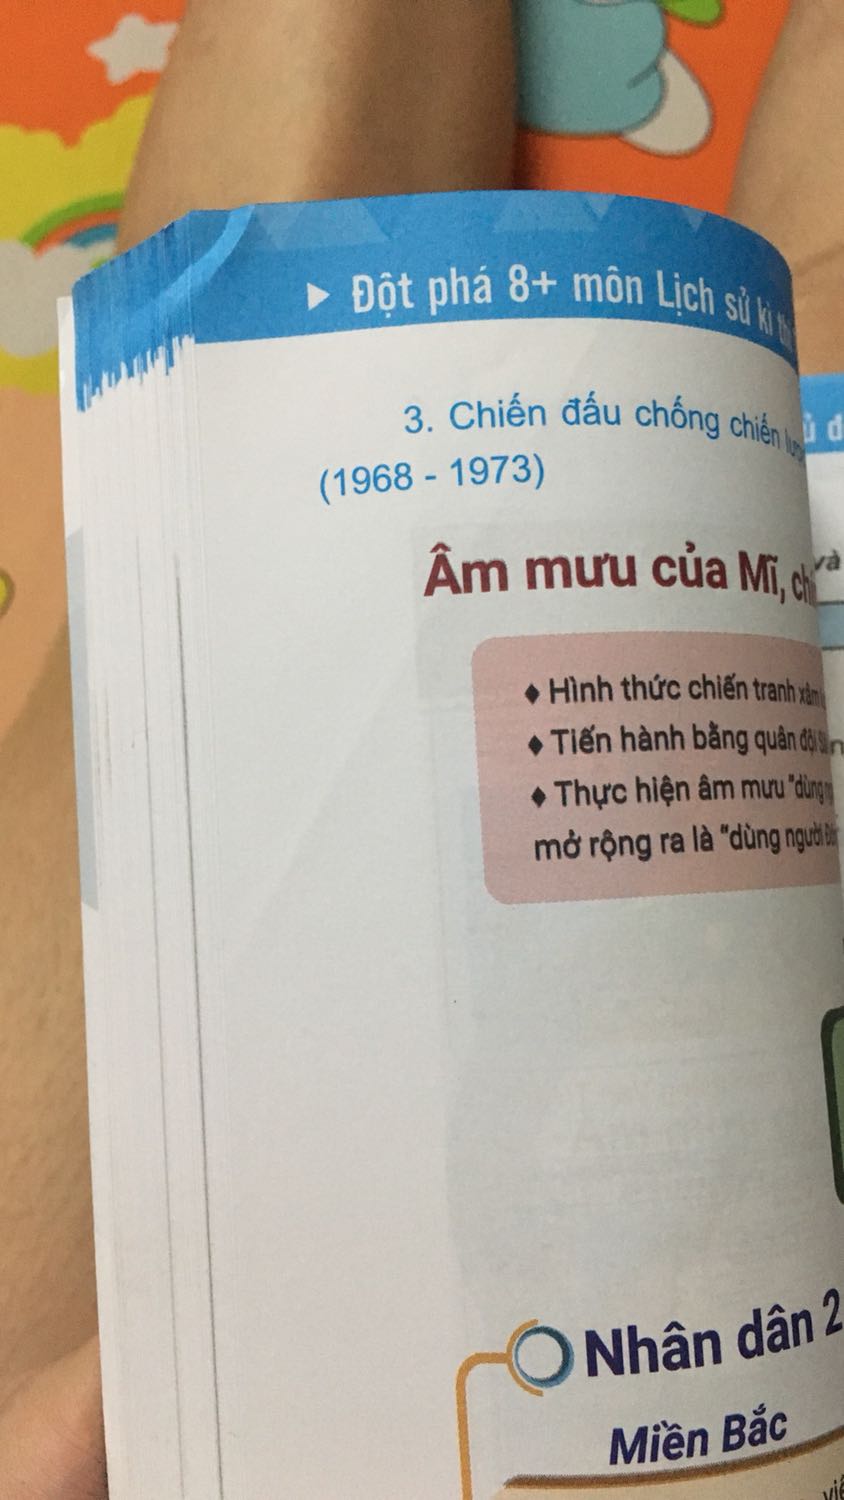 Đột phá 8+ môn Lịch sử kì
3. Chiến đấu chống chiến
(1968 - 1973)
Âm mưu của Mĩ,
và
♦ Hình thức chiến tranh
♦ Tiến hành bằng quân đội
♦ Thực hiện âm mưu "dùng
mở rộng ra là "dùng người
Nhân dân 2
Miền Bắc